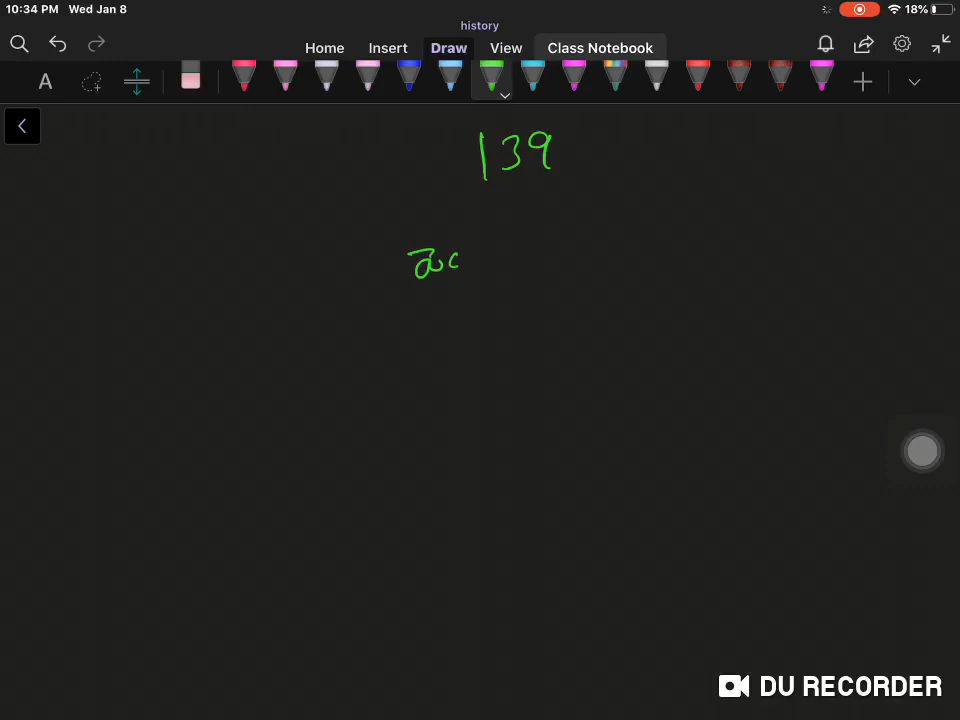 10:34 PM Wed Jan 8 18%
history
Home Insert Draw View Class Notebook
A
139
DU RECORDER